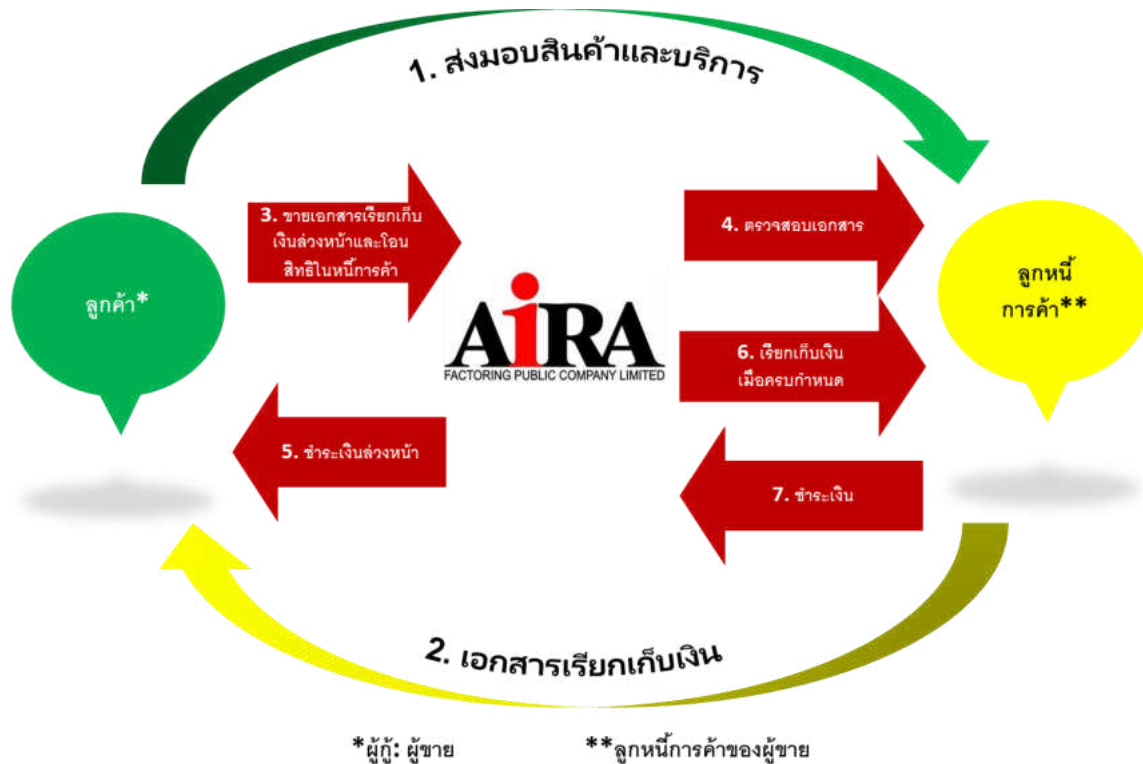 1. ส่งมอบสินค้าและบริการ
3. ขายเอกสารเรียกเก็บ
เงินล่วงหน้าและโอน
สิทธิในหนี้การค้า
4. ตรวจสอบเอกสาร
ลูกค้า*
ลูกหนี้
การค้า**
AiRA
FACTORING PUBLIC COMPANY LIMITED
6. เรียกเก็บเงิน
เมื่อครบกำหนด
5. ชำระเงินล่วงหน้า
7. ชำระเงิน
2. เอกสารเรียกเก็บเงิน
*ผู้กู้: ผู้ขาย
**ลูกหนี้การค้าของผู้ขาย